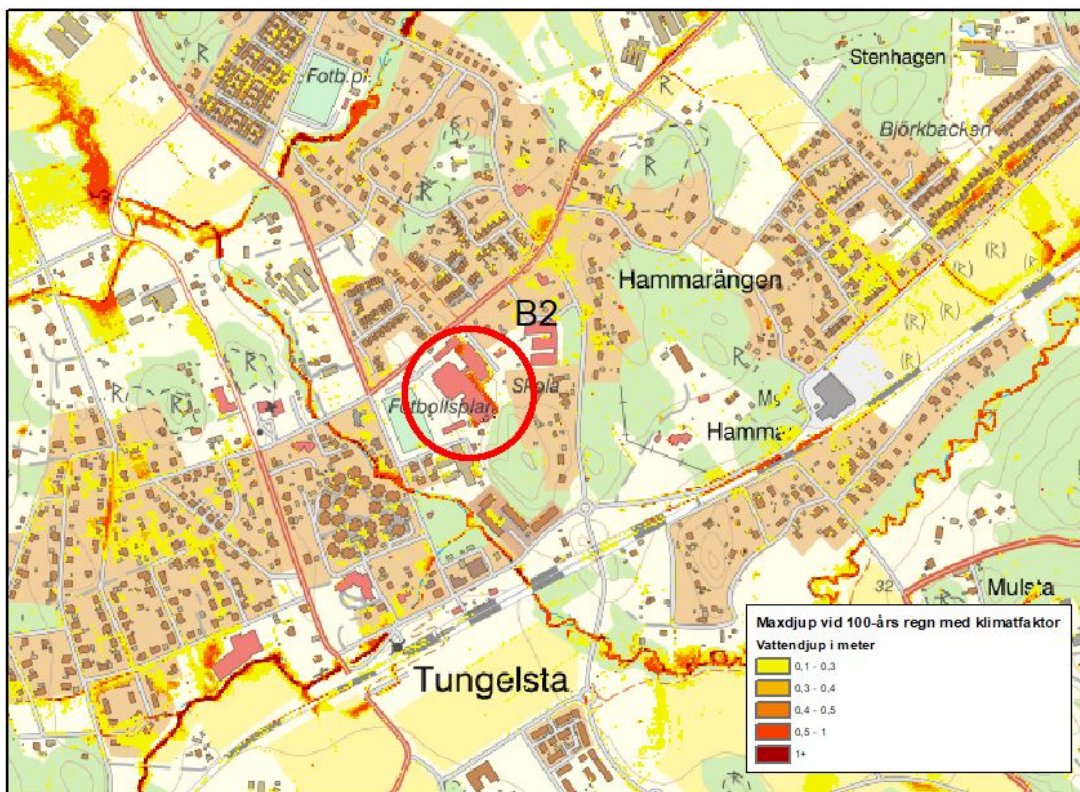 Fotb.pl
Stenhagen
Björkbacken
Hammarängen
B2
Skola
Fotbollsplan
Hammar
Tungelsta
32
Mulsta
Maxdjup vid 100-års regn med klimatfaktor
Vattendjup i meter
0,1 - 0,3
0,3 - 0,4
0,4 - 0,5
0,5 - 1
1+
R
R
R
(R)
R
R
R
R
(R)
(R)
(R)
(R)
(R)
(R)
R
R
R